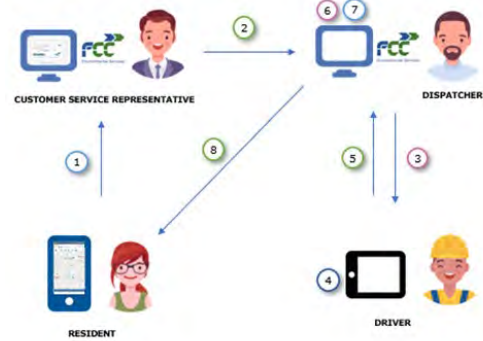 6 7
2
FCC
FCC
CUSTOMER SERVICE REPRESENTATIVE
DISPATCHER
1
8
5
3
4
RESIDENT
DRIVER